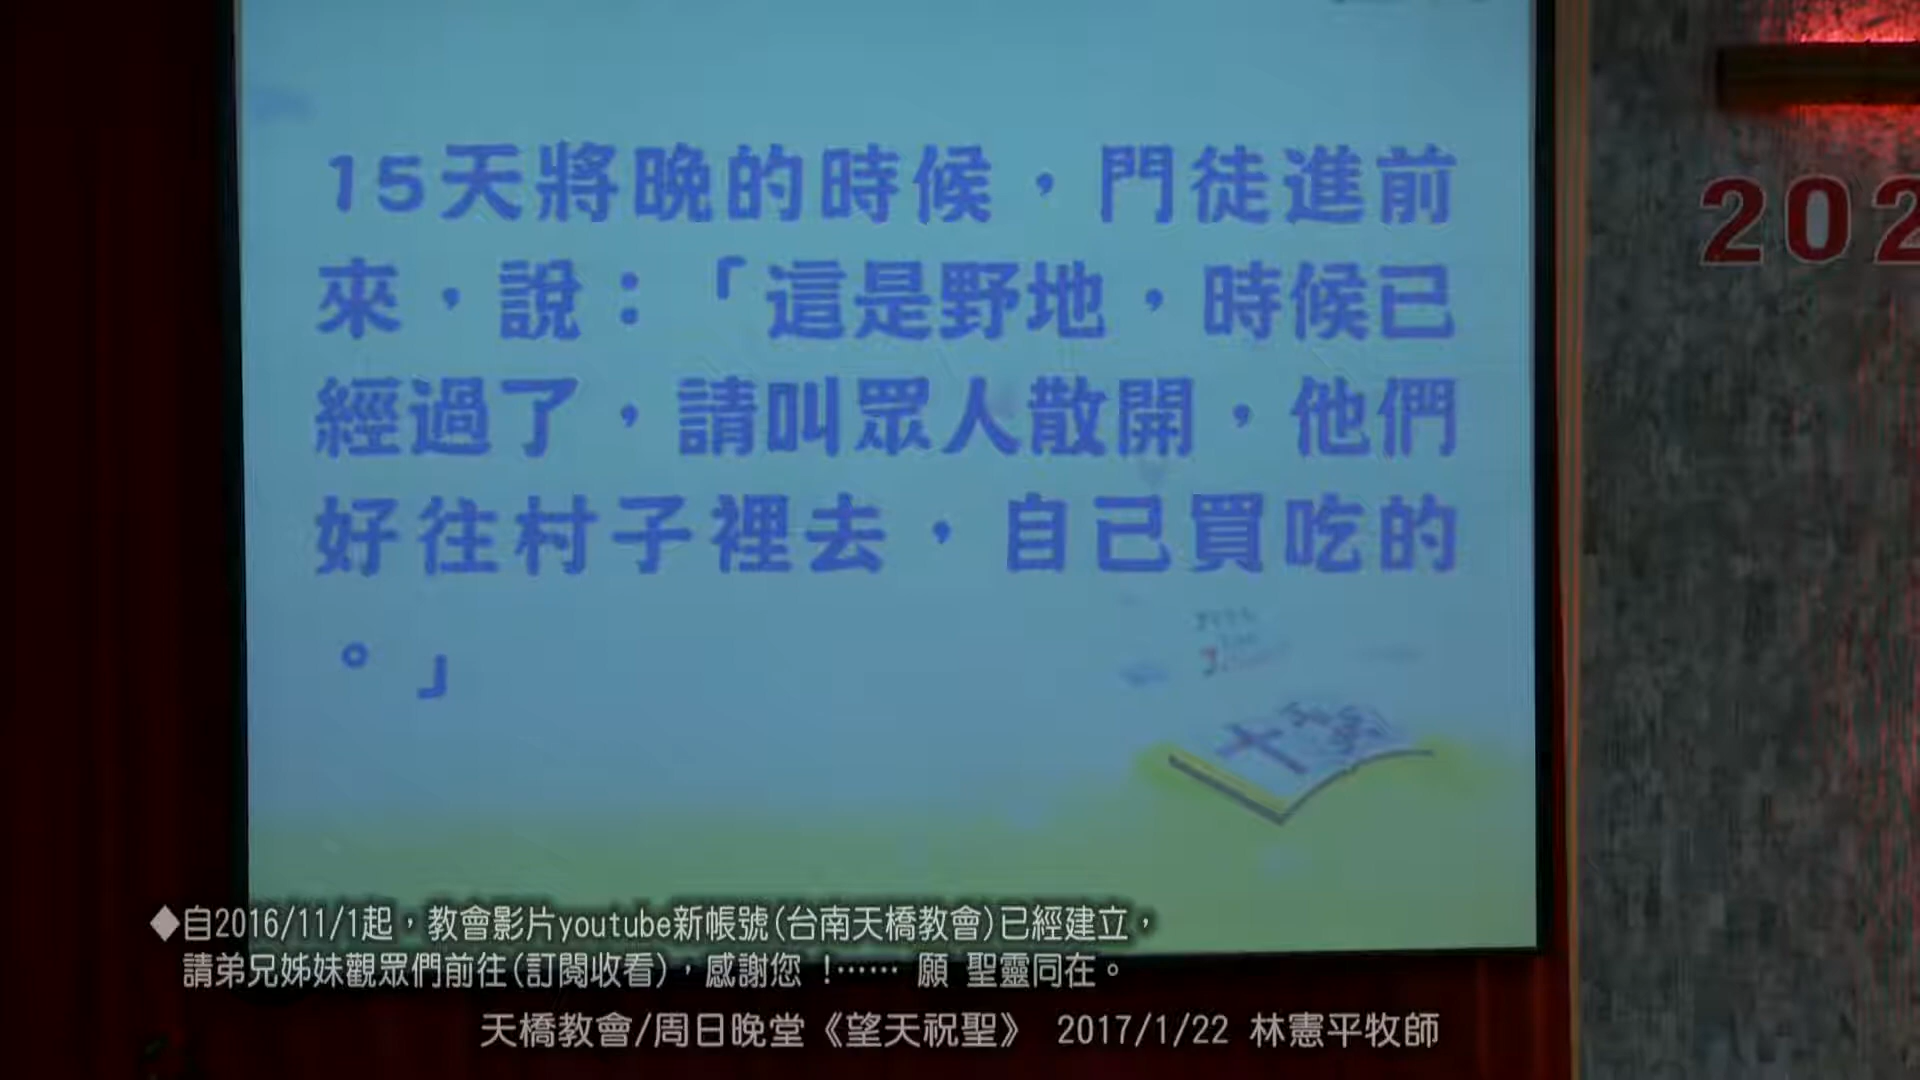 15天將晚的時候，門徒進前
來，說：「這是野地，時候已
經過了，請叫眾人散開，他們
好往村子裡去，自己買吃的
。」
202
◆自2016/11/1起，教會影片youtube新帳號(台南天橋教會)已經建立，
請弟兄姊妹觀眾們前往(訂閱收看)，感謝您 !…… 願 聖靈同在。
天橋教會/周日晚堂《望天祝聖》 2017/1/22 林憲平牧師